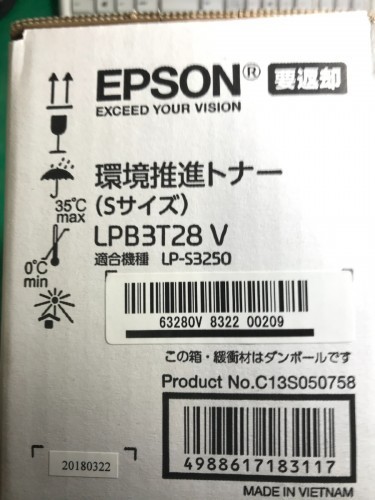 EPSON® 要返却
EXCEED YOUR VISION
環境推進トナー
(Sサイズ)
LPB3T28 V
適合機種 LP-S3250
35℃
max
0℃
min
63280V 8322 00209
この箱・緩衝材はダンボールです
Product No.C13S050758
20180322
4988617183117
MADE IN VIETNAM